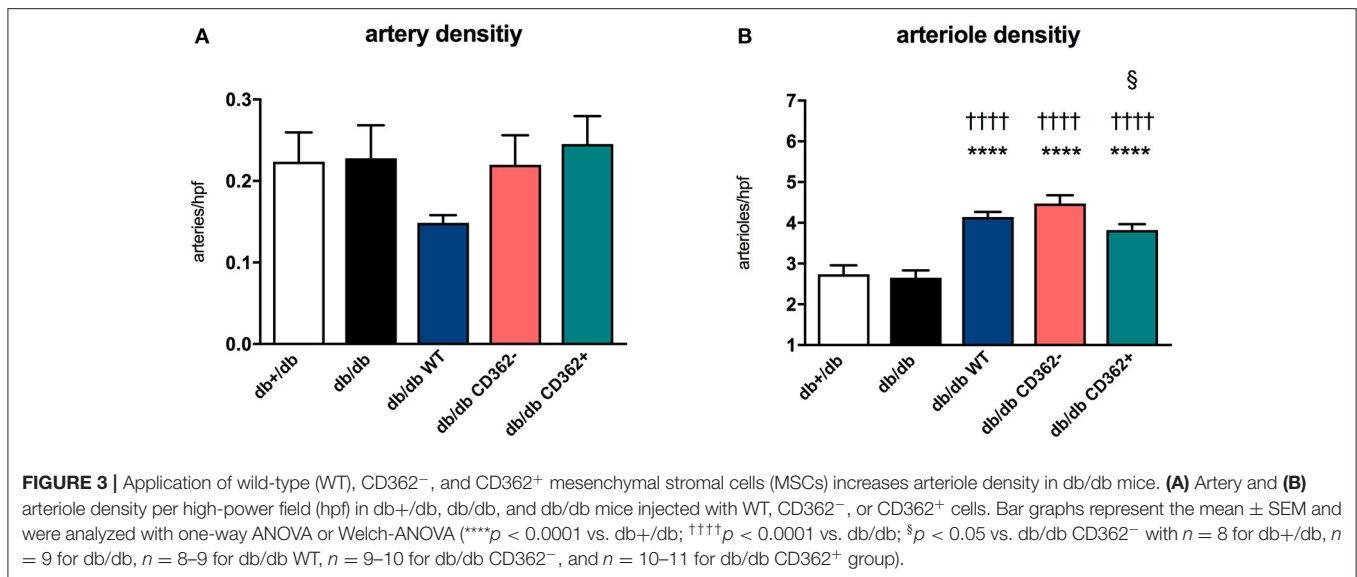 A artery densitiy
arteries/hpf
0.3
0.2
0.1
0.0
db+/db
db/db
db/db WT
db/db CD362-
db/db CD362+
B arteriole densitiy
arterioles/hpf
7
6
5
4
3
2
1
††††
****
††††
****
§
††††
****
db+/db
db/db
db/db WT
db/db CD362-
db/db CD362+
FIGURE 3 | Application of wild-type (WT), CD362⁻, and CD362⁺ mesenchymal stromal cells (MSCs) increases arteriole density in db/db mice. (A) Artery and (B)
arteriole density per high-power field (hpf) in db+/db, db/db, and db/db mice injected with WT, CD362⁻, or CD362⁺ cells. Bar graphs represent the mean ± SEM and
were analyzed with one-way ANOVA or Welch-ANOVA (****p < 0.0001 vs. db+/db; ††††p < 0.0001 vs. db/db; §p < 0.05 vs. db/db CD362⁻ with n = 8 for db+/db, n
= 9 for db/db, n = 8–9 for db/db WT, n = 9–10 for db/db CD362⁻, and n = 10–11 for db/db CD362⁺ group).